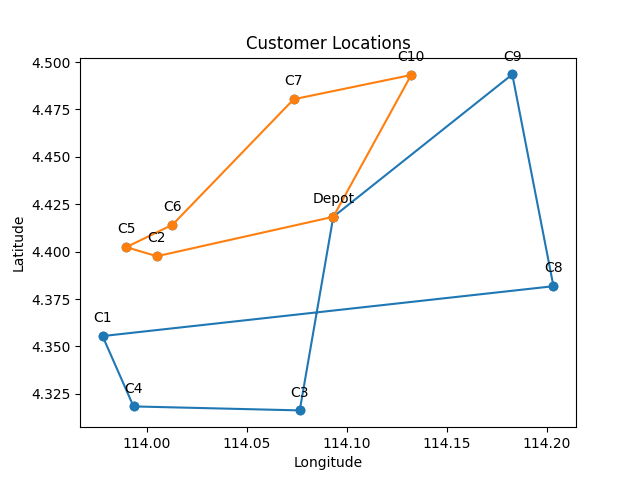 Customer Locations
4.500
4.475
4.450
4.425
4.400
4.375
4.350
4.325
Latitude
C10
C9
C7
Depot
C6
C5
C2
C8
C1
C4
C3
114.00
114.05
114.10
114.15
114.20
Longitude